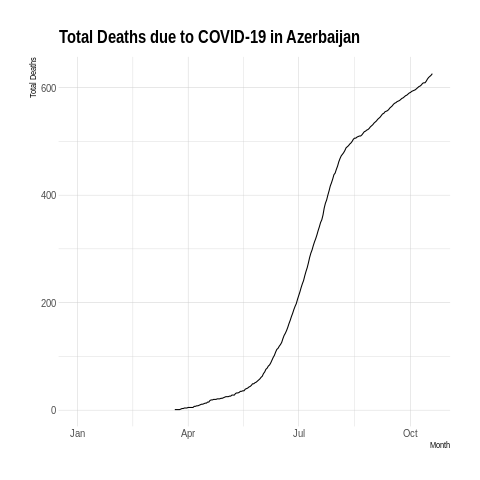 Total Deaths due to COVID-19 in Azerbaijan
Total Deaths
600
400
200
0
Jan Apr Jul Oct
Month